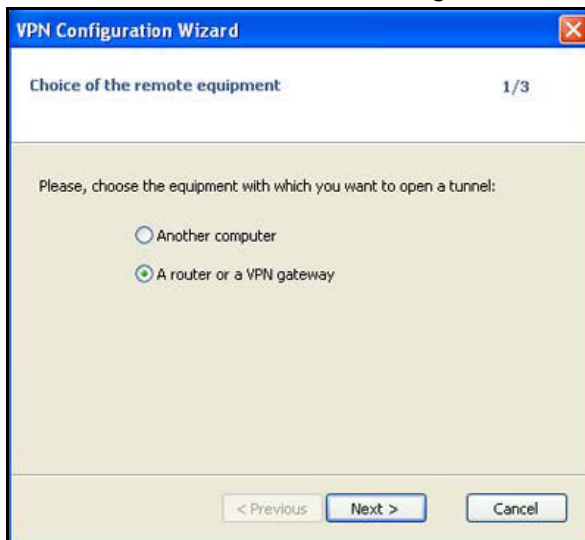 VPN Configuration Wizard
Choice of the remote equipment 1/3
Please, choose the equipment with which you want to open a tunnel:
Another computer
A router or a VPN gateway
< Previous Next > Cancel